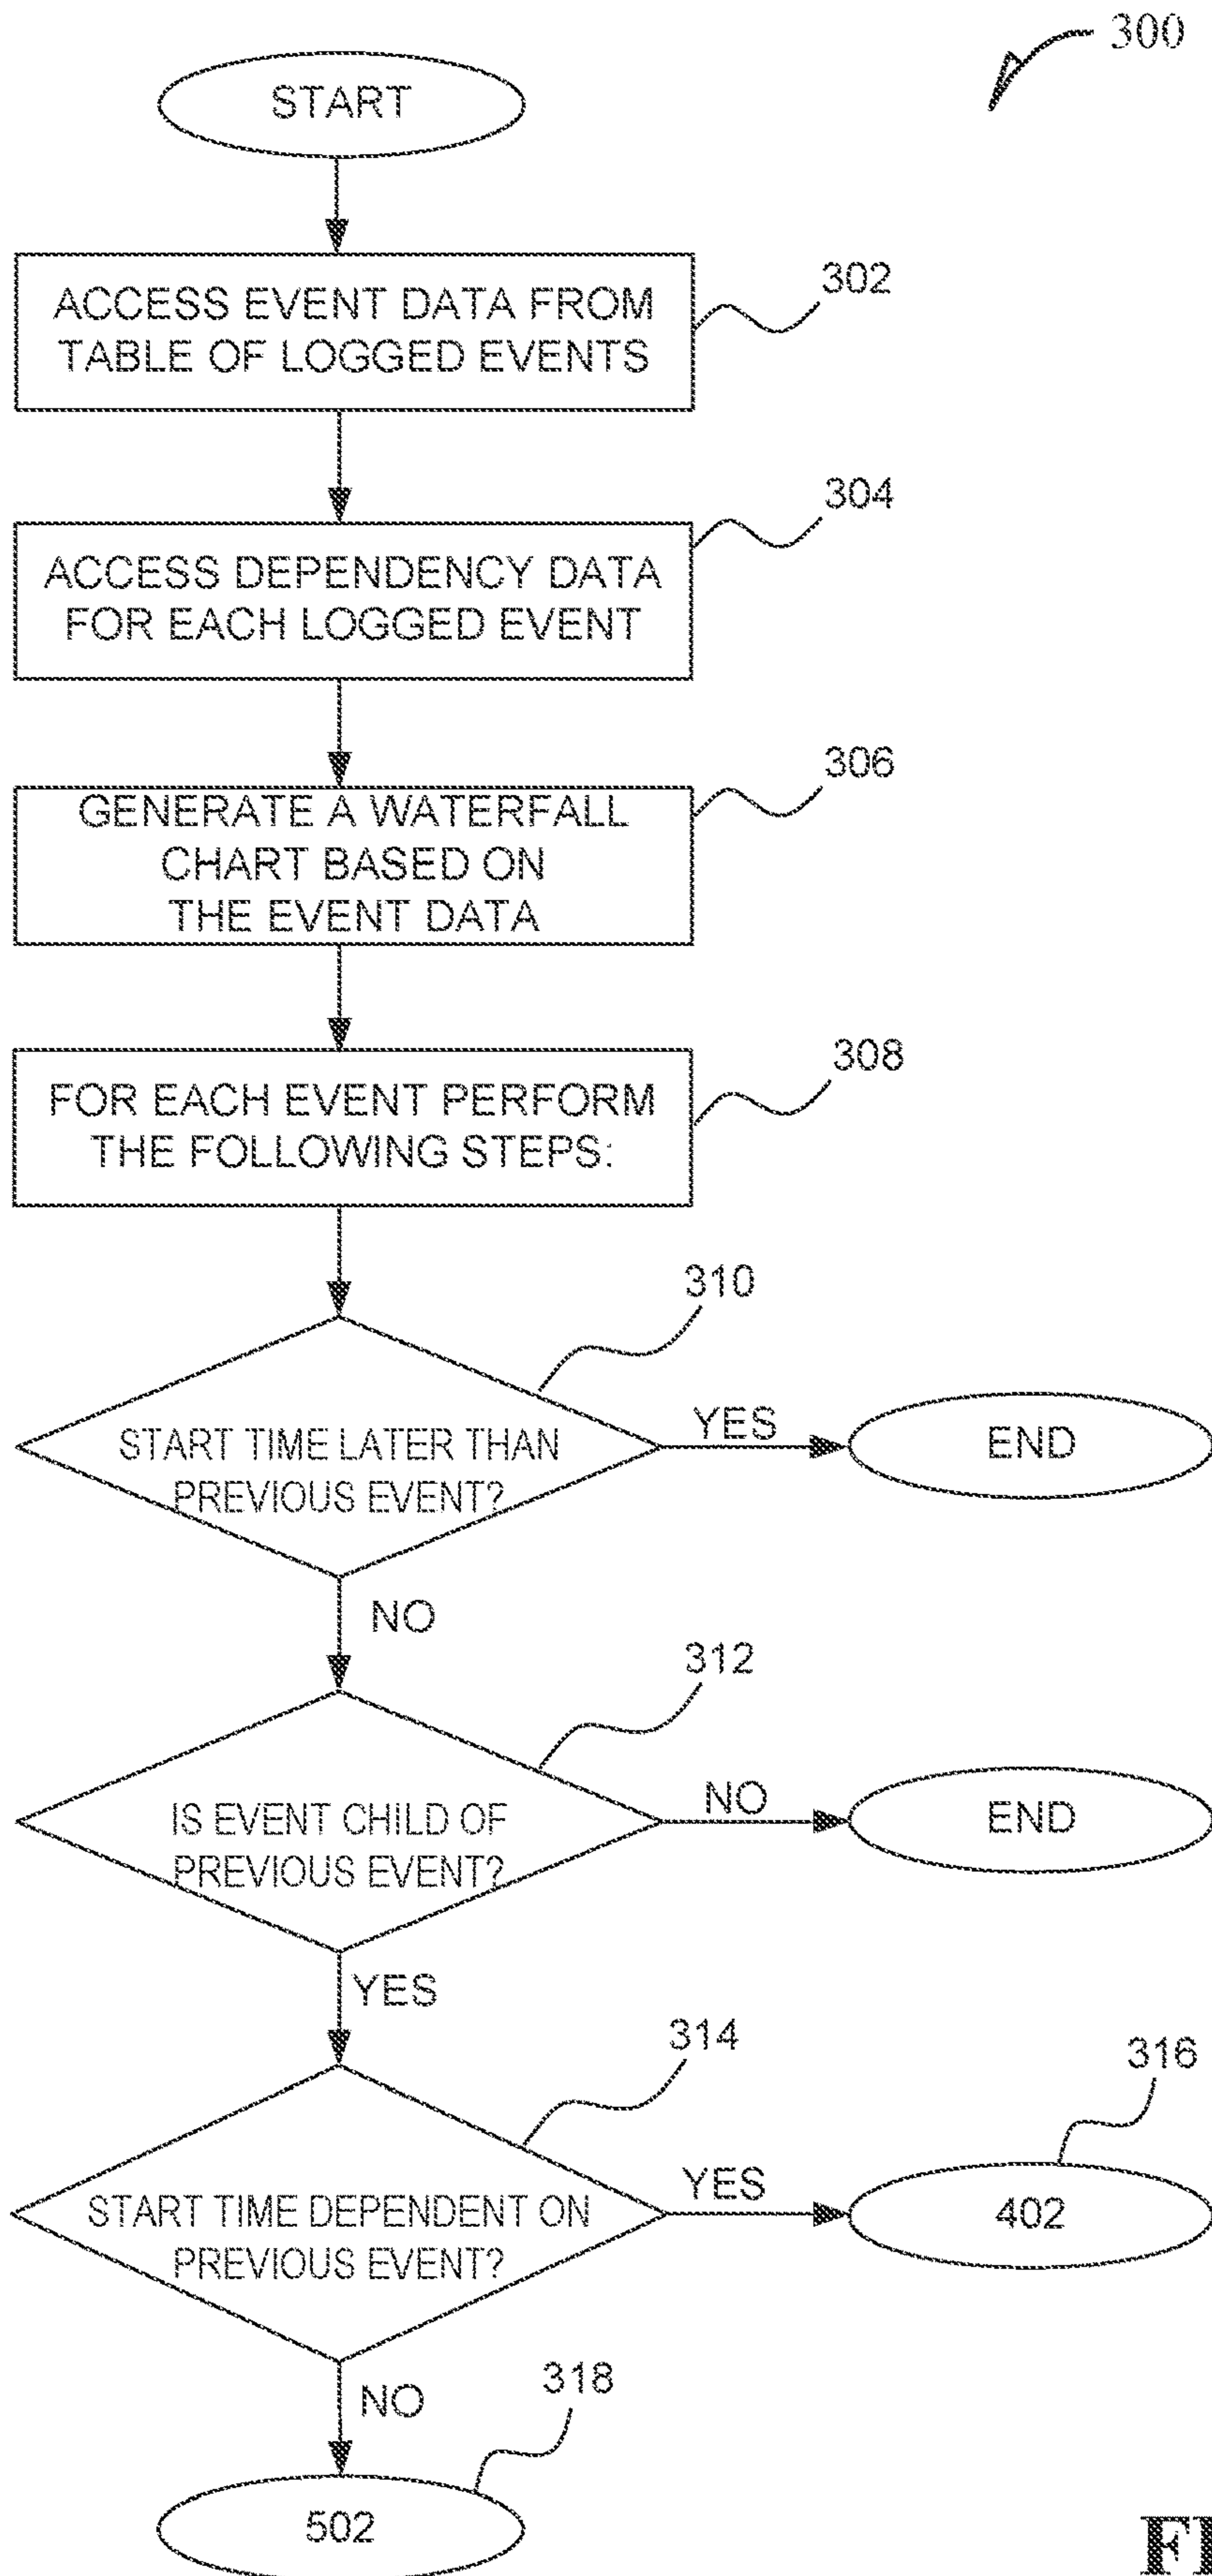 300
START
302
ACCESS EVENT DATA FROM
TABLE OF LOGGED EVENTS
304
ACCESS DEPENDENCY DATA
FOR EACH LOGGED EVENT
306
GENERATE A WATERFALL
CHART BASED ON
THE EVENT DATA
308
FOR EACH EVENT PERFORM
THE FOLLOWING STEPS:
310
START TIME LATER THAN
PREVIOUS EVENT?
YES
END
NO
312
IS EVENT CHILD OF
PREVIOUS EVENT?
NO
END
YES
314
316
START TIME DEPENDENT ON
PREVIOUS EVENT?
YES
402
NO
318
502